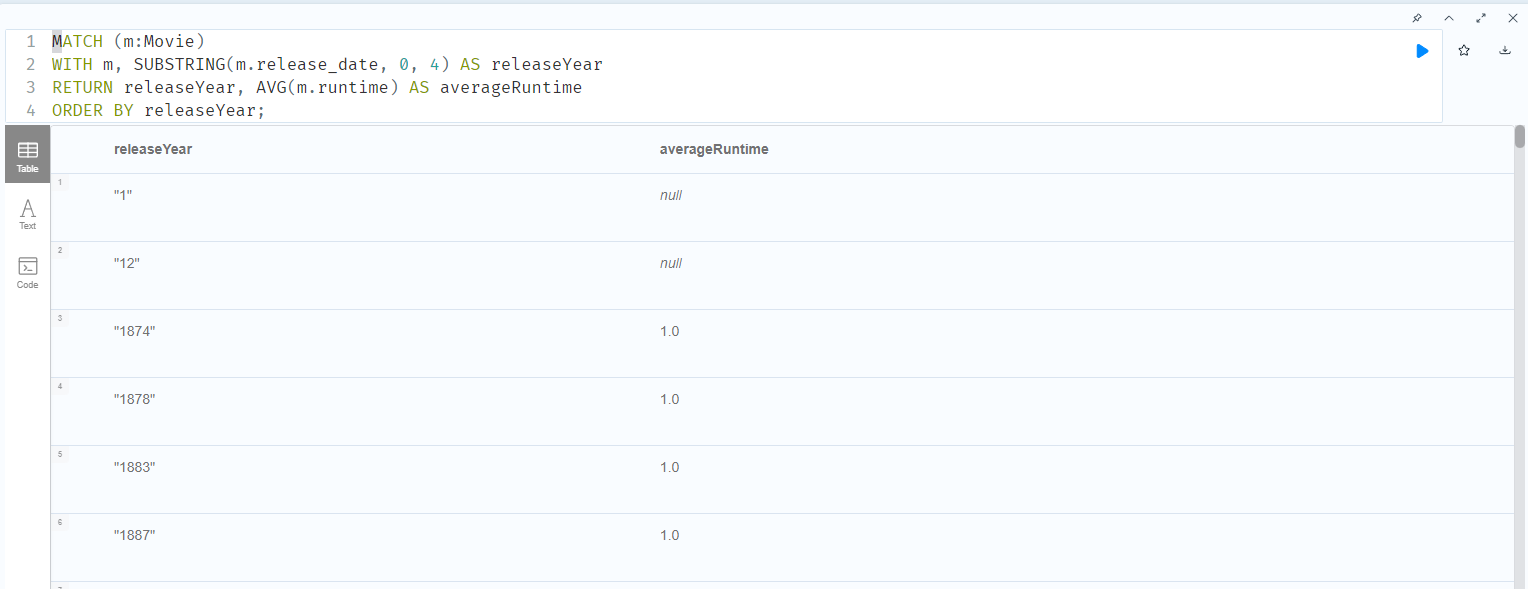 1 MATCH (m:Movie)
2 WITH m, SUBSTRING(m.release_date, 0, 4) AS releaseYear
3 RETURN releaseYear, AVG(m.runtime) AS averageRuntime
4 ORDER BY releaseYear;
Table
Text
Code
releaseYear averageRuntime
1 "1" null
2 "12" null
3 "1874" 1.0
4 "1878" 1.0
5 "1883" 1.0
6 "1887" 1.0